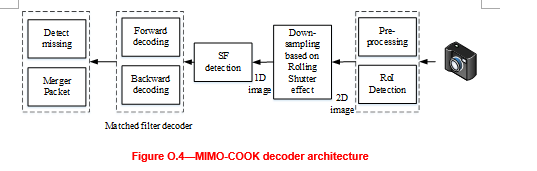 Detect
missing
Merger
Packet
Forward
decoding
Backward
decoding
Matched filter decoder
SF
detection
1D
image
Down-
sampling
based on
Rolling
Shutter
effect
2D
image
Pre-
processing
RoI
Detection
Figure O.4—MIMO-COOK decoder architecture